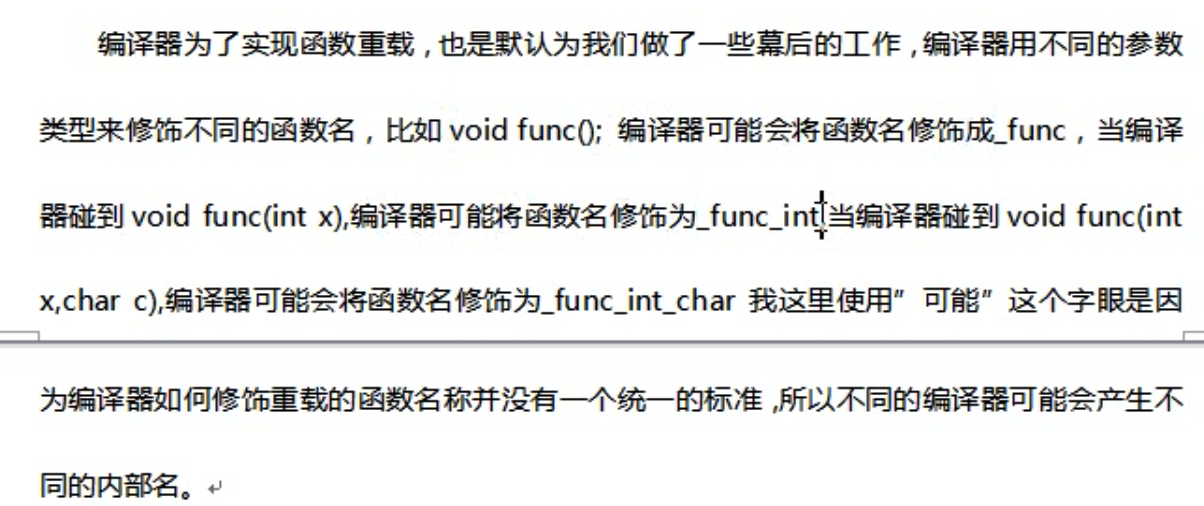 编译器为了实现函数重载,也是默认为我们做了一些幕后的工作,编译器用不同的参数
类型来修饰不同的函数名，比如 void func(); 编译器可能会将函数名修饰成_func，当编译
器碰到 void func(int x),编译器可能将函数名修饰为_func_int,当编译器碰到 void func(int
x,char c),编译器可能会将函数名修饰为_func_int_char 我这里使用”可能”这个字眼是因
为编译器如何修饰重载的函数名称并没有一个统一的标准,所以不同的编译器可能会产生不
同的内部名。↵